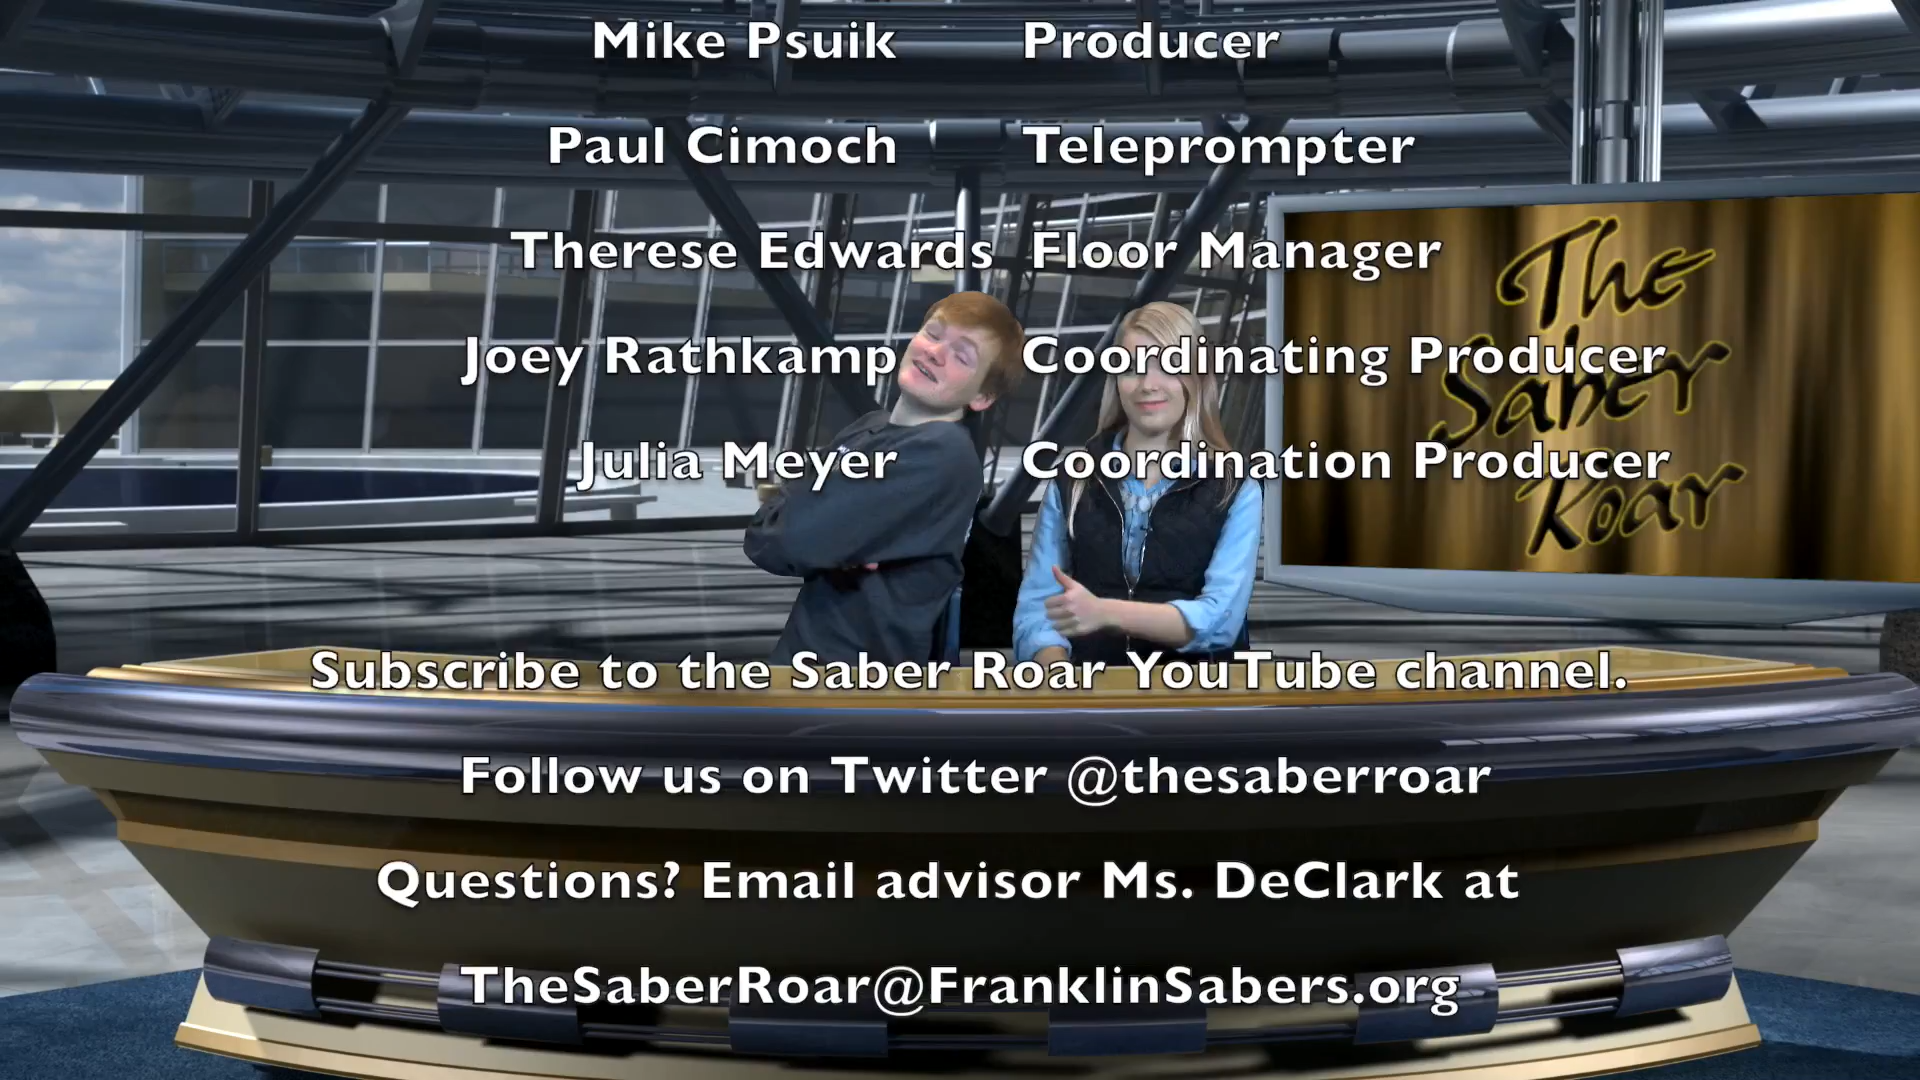 Mike Psuik Producer
Paul Cimoch Teleprompter
Therese Edwards Floor Manager
Joey Rathkamp Coordinating Producer
Julia Meyer Coordination Producer
The
Saber
Roar
Subscribe to the Saber Roar YouTube channel.
Follow us on Twitter @thesaberroar
Questions? Email advisor Ms. DeClark at
TheSaberRoar@FranklinSabers.org